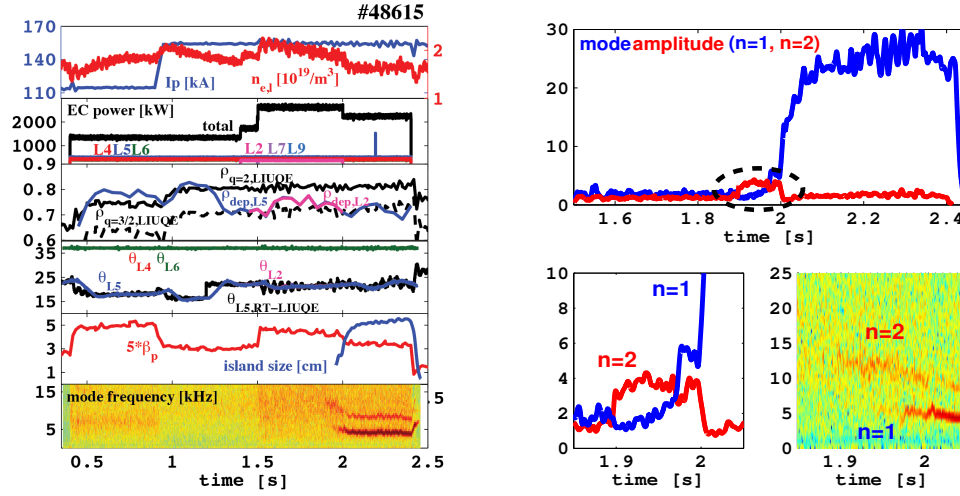 #48615
170
150
130
110
2
1
Ip [kA]
n_e,l [10^19/m^3]
EC power [kW]
2000
1000
total
L4 L5 L6
L2 L7 L9
0.9
0.8
0.7
0.6
ρ_q=2,LIUQE
ρ_q=3/2,LIUQE
ρ_dep,L5
ρ_dep,L2
35
25
15
θ_L4 θ_L6
θ_L5
θ_L2
θ_L5,RT−LIUQE
5
3
1
5*β_p
island size [cm]
15
5
mode frequency [kHz]
5
0.5 1 1.5 2 2.5
time [s]
mode amplitude (n=1, n=2)
30
20
10
0
1.6 1.8 2 2.2 2.4
time [s]
10
8
6
4
2
0
n=1
n=2
1.9 2
time [s]
25
20
15
10
5
0
n=2
n=1
1.9 2
time [s]